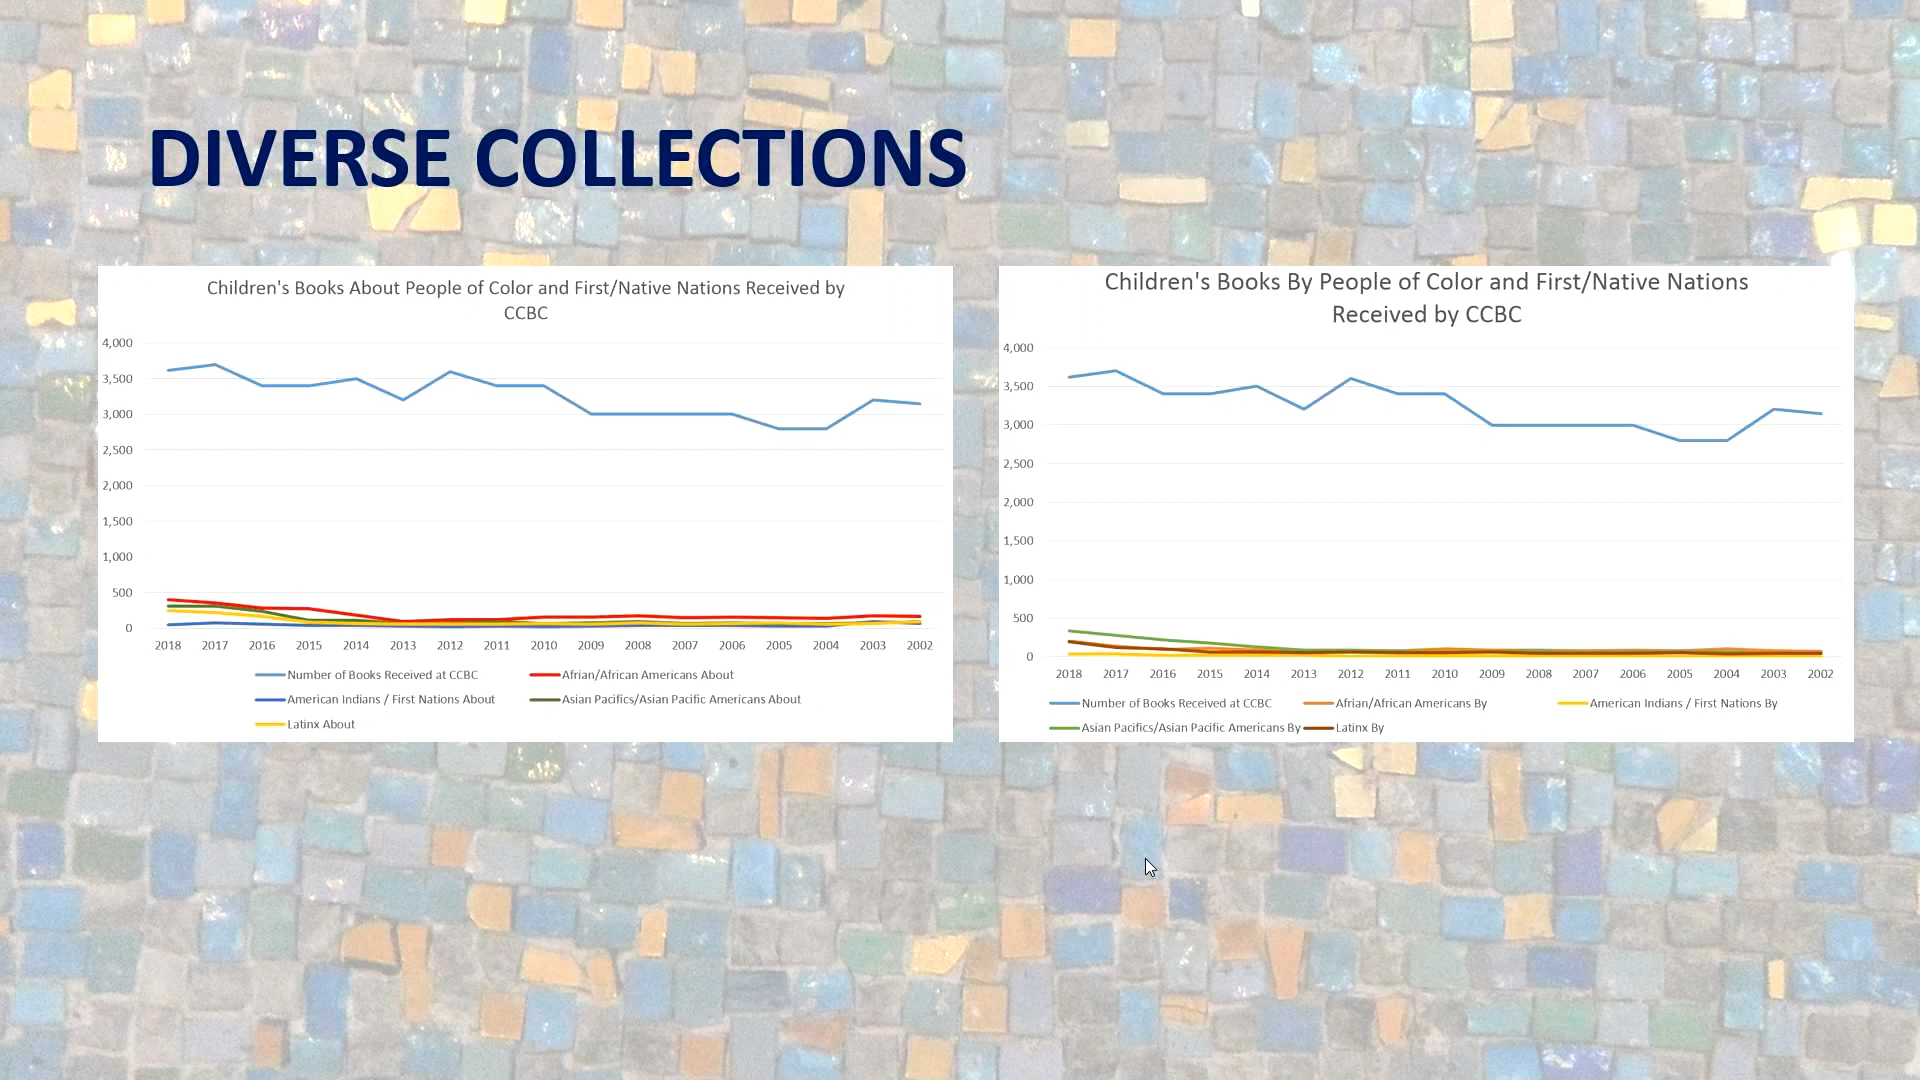 DIVERSE COLLECTIONS
Children's Books About People of Color and First/Native Nations Received by
CCBC
4,000
3,500
3,000
2,500
2,000
1,500
1,000
500
0
2018 2017 2016 2015 2014 2013 2012 2011 2010 2009 2008 2007 2006 2005 2004 2003 2002
Number of Books Received at CCBC Afrian/African Americans About
American Indians / First Nations About Asian Pacifics/Asian Pacific Americans About
Latinx About
Children's Books By People of Color and First/Native Nations
Received by CCBC
4,000
3,500
3,000
2,500
2,000
1,500
1,000
500
0
2018 2017 2016 2015 2014 2013 2012 2011 2010 2009 2008 2007 2006 2005 2004 2003 2002
Number of Books Received at CCBC Afrian/African Americans By American Indians / First Nations By
Asian Pacifics/Asian Pacific Americans By Latinx By